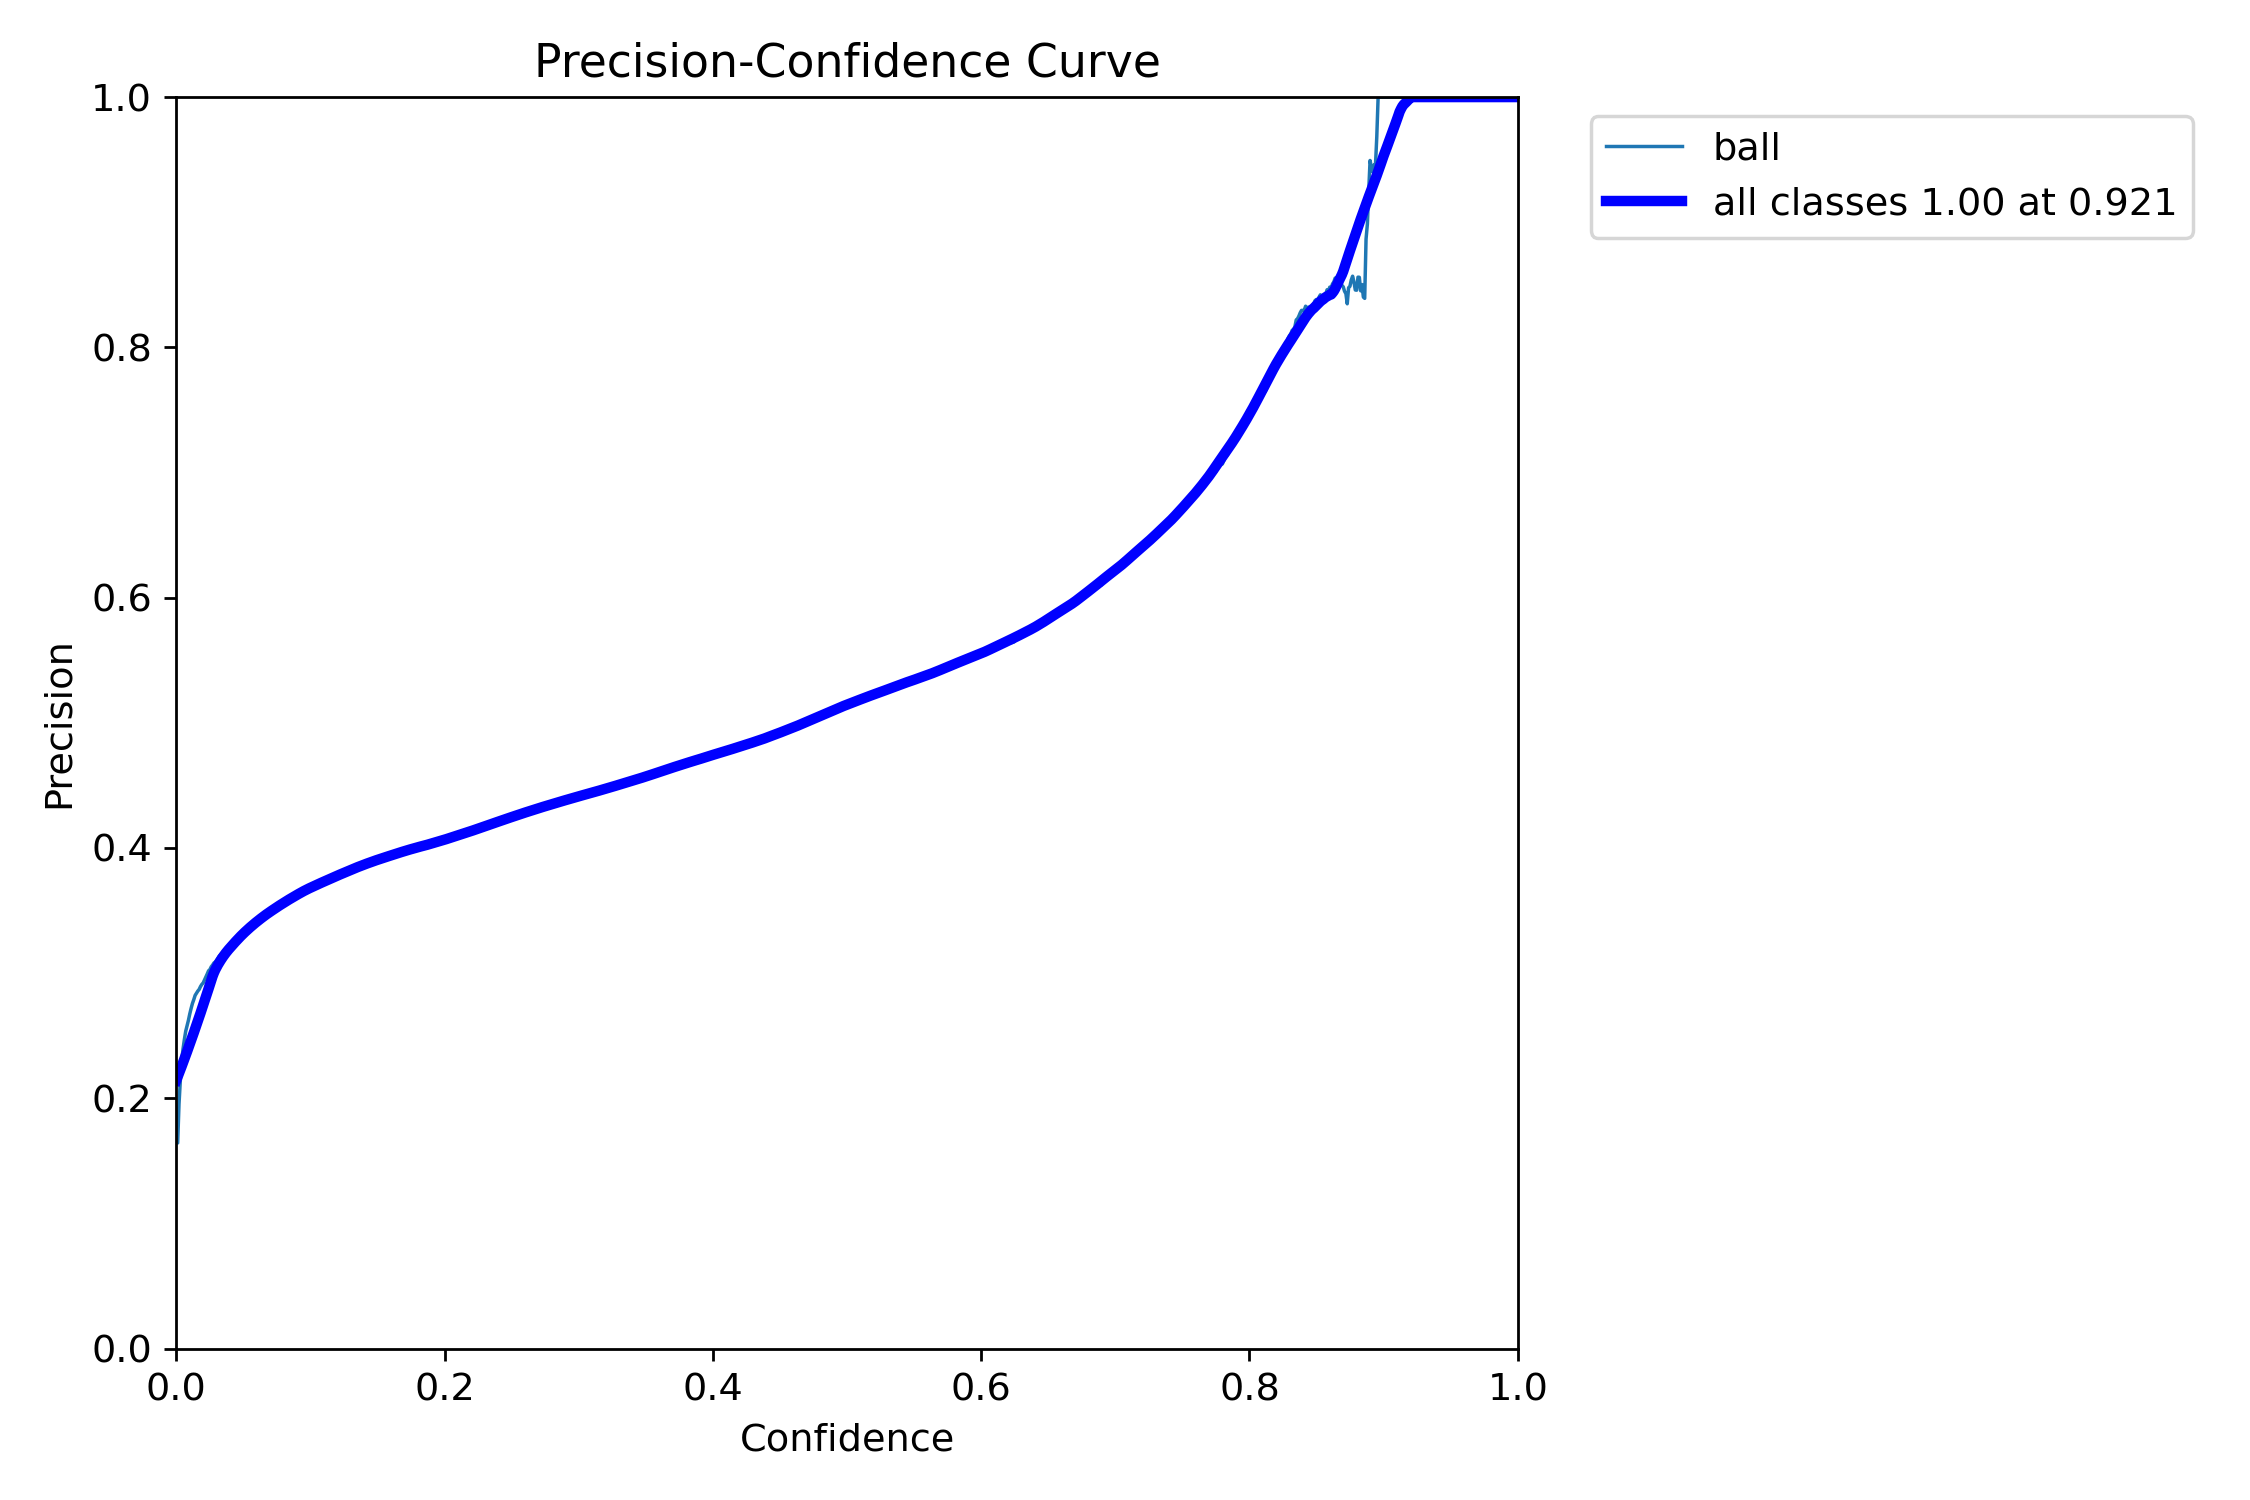 Precision-Confidence Curve
1.0
0.8
0.6
0.4
0.2
0.0
Precision
0.0 0.2 0.4 0.6 0.8 1.0
Confidence
ball
all classes 1.00 at 0.921